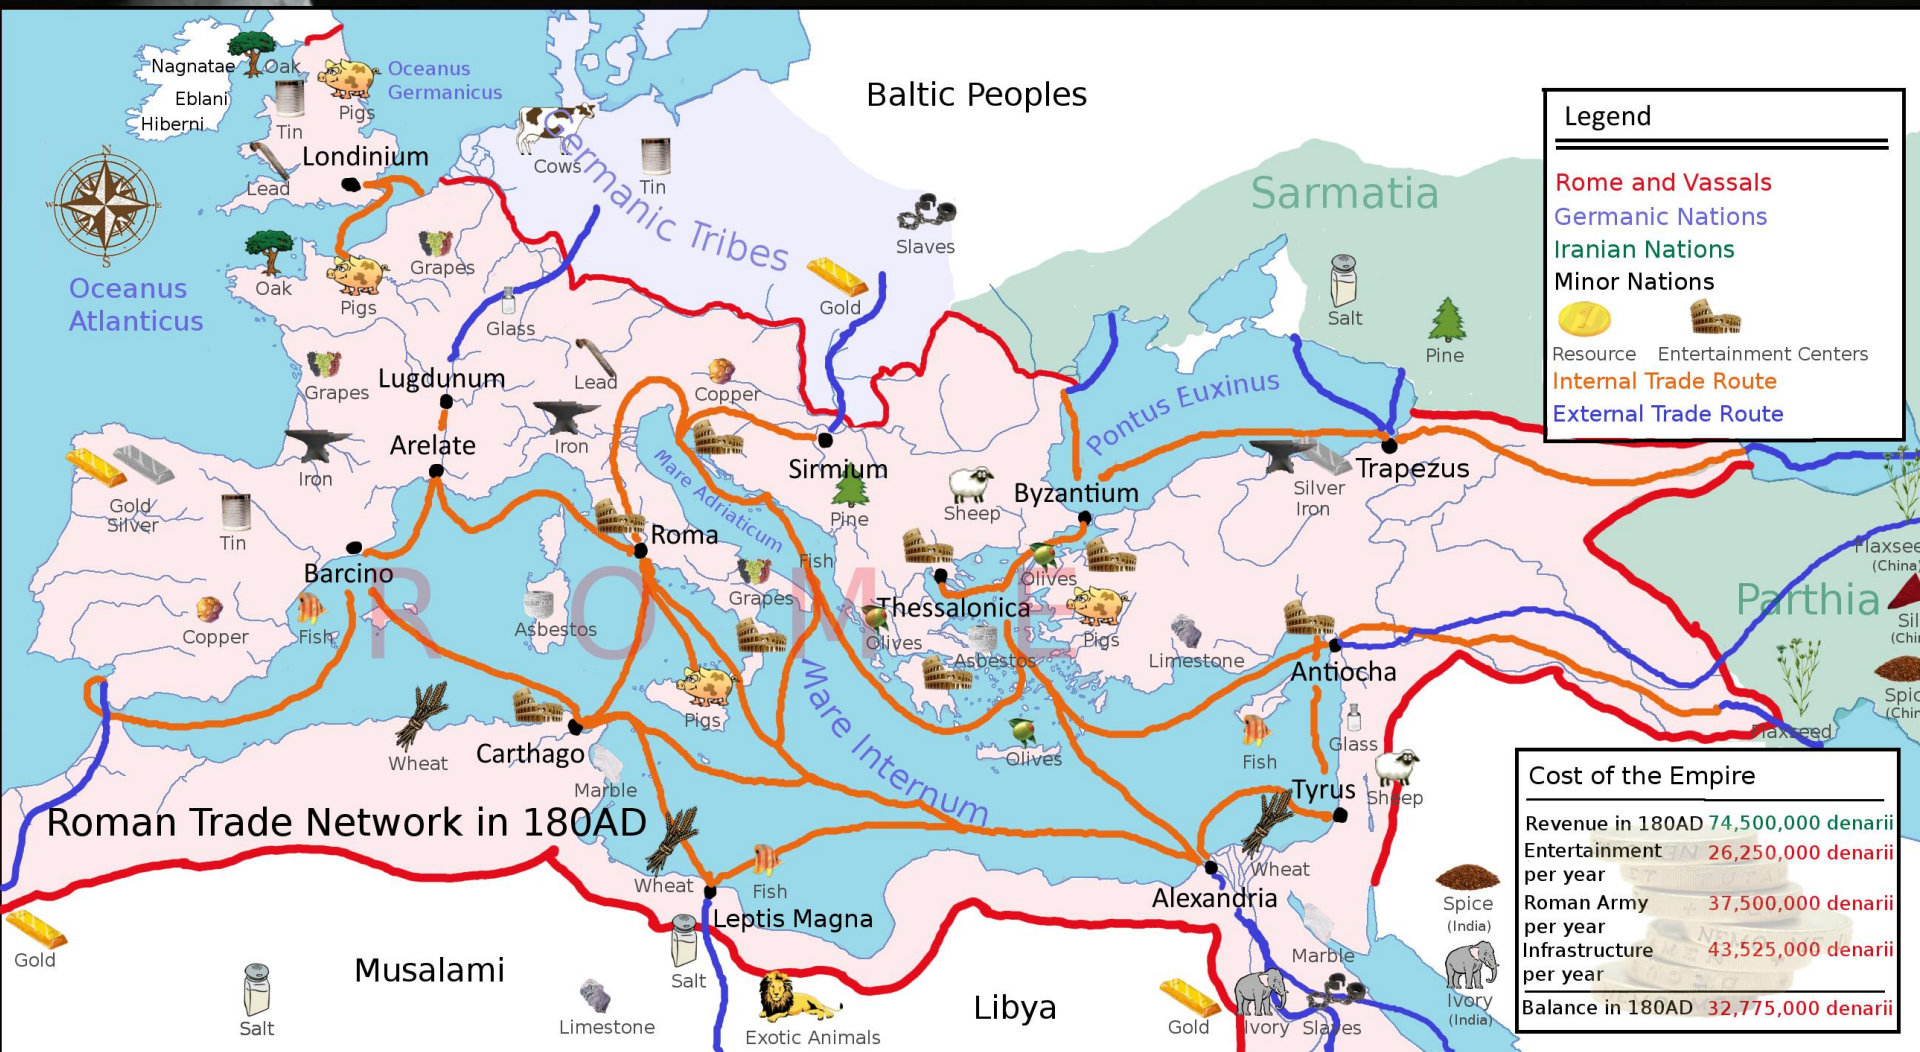 Nagnatae
Oak
Eblani
Hiberni
Tin
Pigs
Oceanus
Germanicus
Baltic Peoples
Londinium
Lead
Cows
Germanic Tribes
Tin
Slaves
Sarmatia
N
W
E
S
Oceanus
Atlanticus
Oak
Grapes
Pigs
Glass
Gold
Salt
Pine
Grapes
Lugdunum
Lead
Copper
Arelate
Iron
Iron
Pontus Euxinus
Mare Adriaticum
Sirmium
Pine
Sheep
Byzantium
Trapezus
Silver
Iron
Gold
Silver
Tin
Roma
Fish
Barcino
Copper
Fish
ROME
Asbestos
Grapes
Thessalonica
Olives
Olives
Asbestos
Pigs
Limestone
Antiocha
Parthia
Flaxseed
(China)
Flaxseed
Wheat
Carthago
Marble
Pigs
Mare Internum
Olives
Fish
Glass
Tyrus
Sheep
Roman Trade Network in 180AD
Wheat
Fish
Leptis Magna
Wheat
Alexandria
Gold
Salt
Musalami
Limestone
Salt
Exotic Animals
Libya
Gold
Ivory
Slaves
Marble
Spice
(India)
Ivory
(India)
Legend
Rome and Vassals
Germanic Nations
Iranian Nations
Minor Nations
Resource Entertainment Centers
Internal Trade Route
External Trade Route
Cost of the Empire
Revenue in 180AD 74,500,000 denarii
Entertainment 26,250,000 denarii
per year
Roman Army 37,500,000 denarii
per year
Infrastructure 43,525,000 denarii
per year
Balance in 180AD 32,775,000 denarii